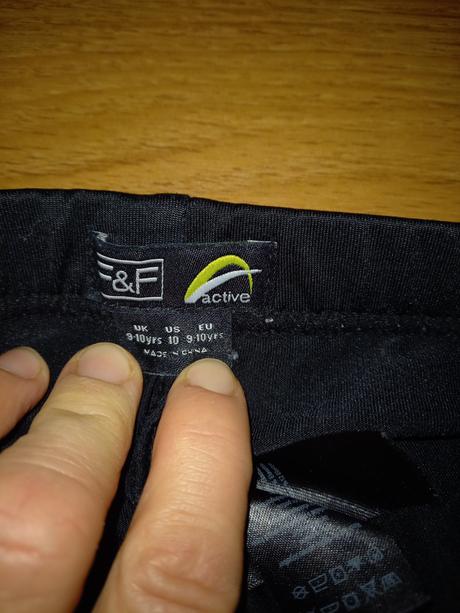 F&F
active
UK US EU
9-10yrs 10 9-10yrs
MADE IN CHINA